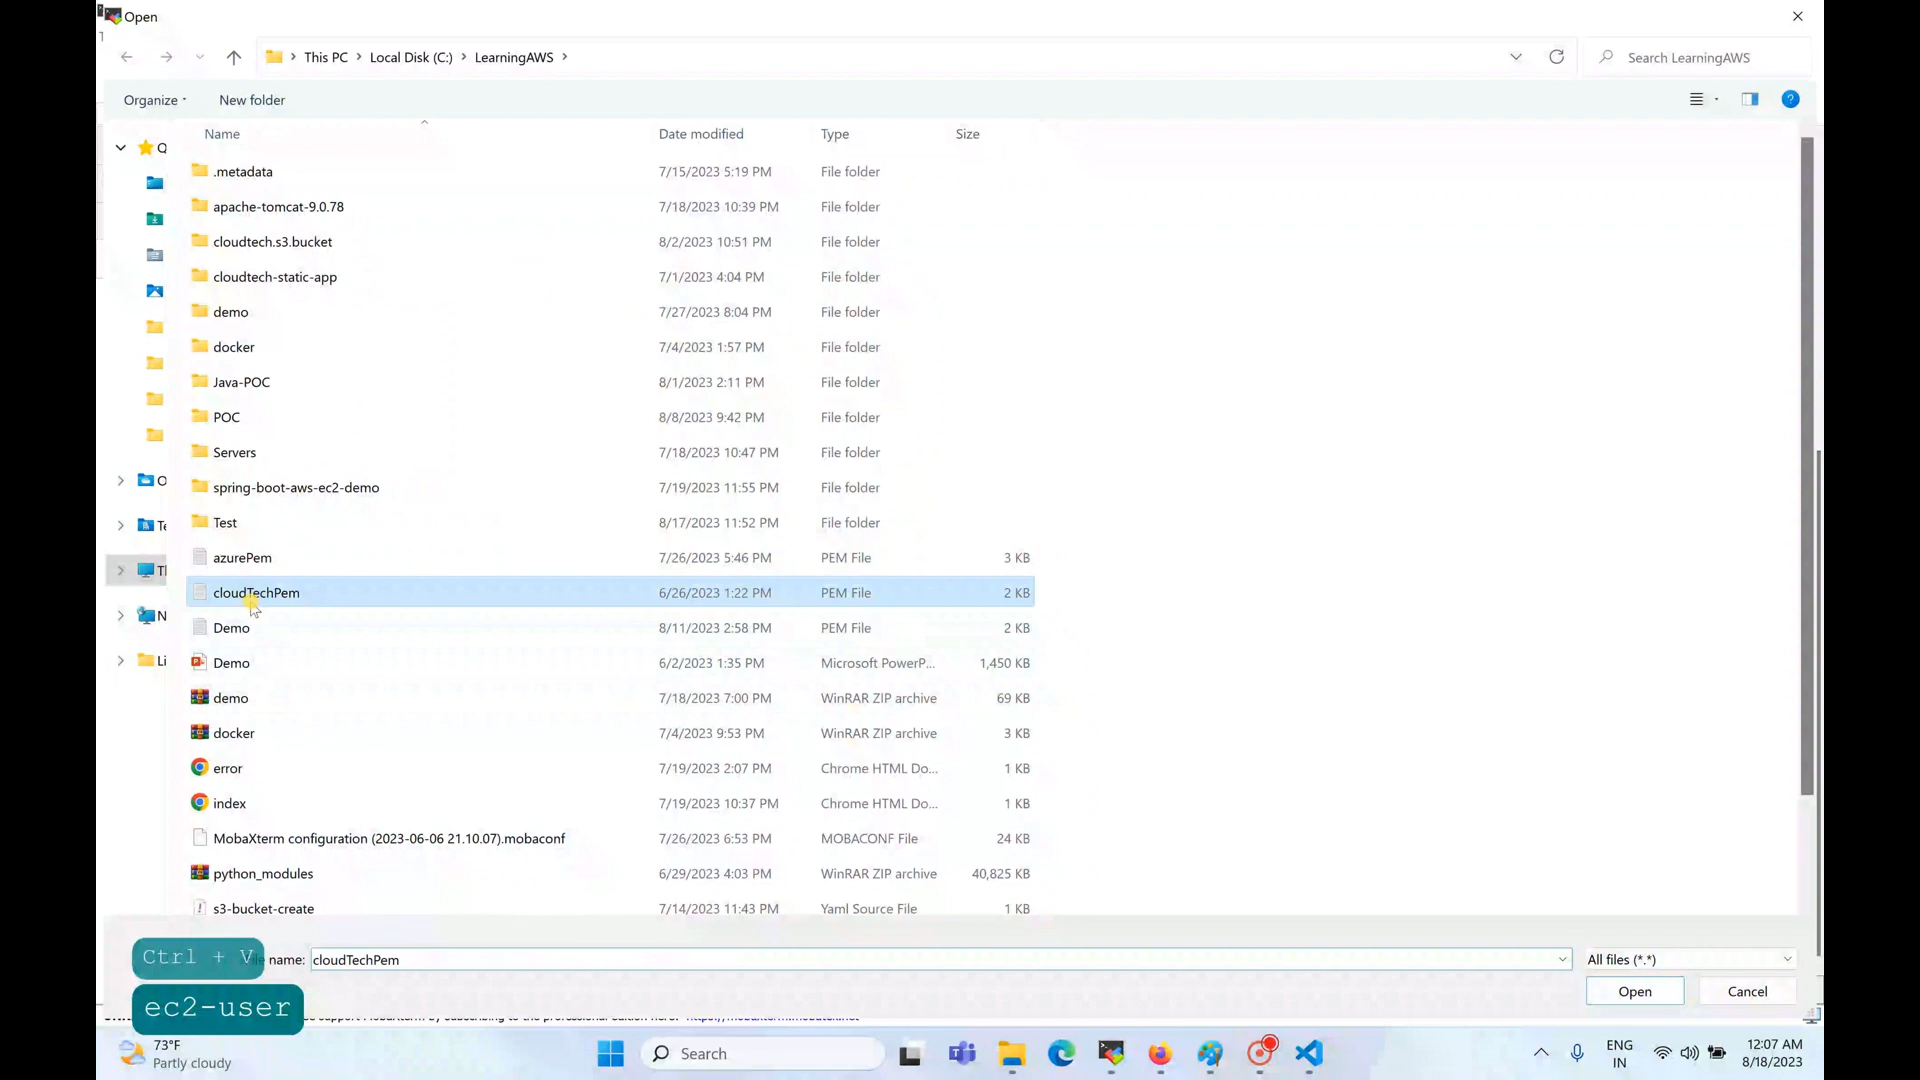 Open
This PC
Local Disk (C:)
LearningAWS
Search LearningAWS
Organize
New folder
Name
Date modified
Type
Size
.metadata 7/15/2023 5:19 PM File folder
apache-tomcat-9.0.78 7/18/2023 10:39 PM File folder
cloudtech.s3.bucket 8/2/2023 10:51 PM File folder
cloudtech-static-app 7/1/2023 4:04 PM File folder
demo 7/27/2023 8:04 PM File folder
docker 7/4/2023 1:57 PM File folder
Java-POC 8/1/2023 2:11 PM File folder
POC 8/8/2023 9:42 PM File folder
Servers 7/18/2023 10:47 PM File folder
spring-boot-aws-ec2-demo 7/19/2023 11:55 PM File folder
Test 8/17/2023 11:52 PM File folder
azurePem 7/26/2023 5:46 PM PEM File 3 KB
cloudTechPem 6/26/2023 1:22 PM PEM File 2 KB
Demo 8/11/2023 2:58 PM PEM File 2 KB
Demo 6/2/2023 1:35 PM Microsoft PowerP... 1,450 KB
demo 7/18/2023 7:00 PM WinRAR ZIP archive 69 KB
docker 7/4/2023 9:53 PM WinRAR ZIP archive 3 KB
error 7/19/2023 2:07 PM Chrome HTML Do... 1 KB
index 7/19/2023 10:37 PM Chrome HTML Do... 1 KB
MobaXterm configuration (2023-06-06 21.10.07).mobaconf 7/26/2023 6:53 PM MOBACONF File 24 KB
python_modules 6/29/2023 4:03 PM WinRAR ZIP archive 40,825 KB
s3-bucket-create 7/14/2023 11:43 PM Yaml Source File 1 KB
Ctrl + V
name: cloudTechPem
All files (*.*)
ec2-user
Open
Cancel
73°F
Partly cloudy
Search
ENG
IN
12:07 AM
8/18/2023